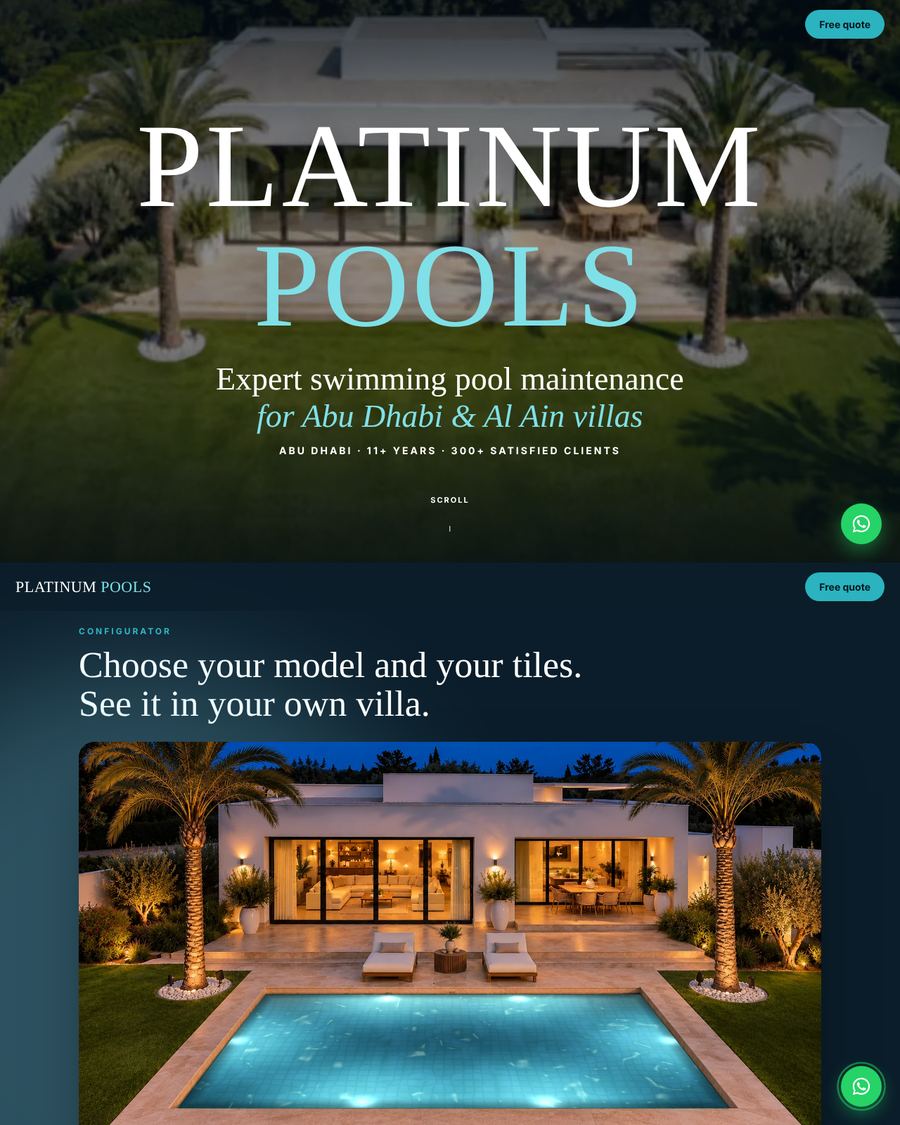 Free quote
PLATINUM
POOLS
Expert swimming pool maintenance
for Abu Dhabi & Al Ain villas
ABU DHABI · 11+ YEARS · 300+ SATISFIED CLIENTS
SCROLL
PLATINUM POOLS
Free quote
CONFIGURATOR
Choose your model and your tiles.
See it in your own villa.